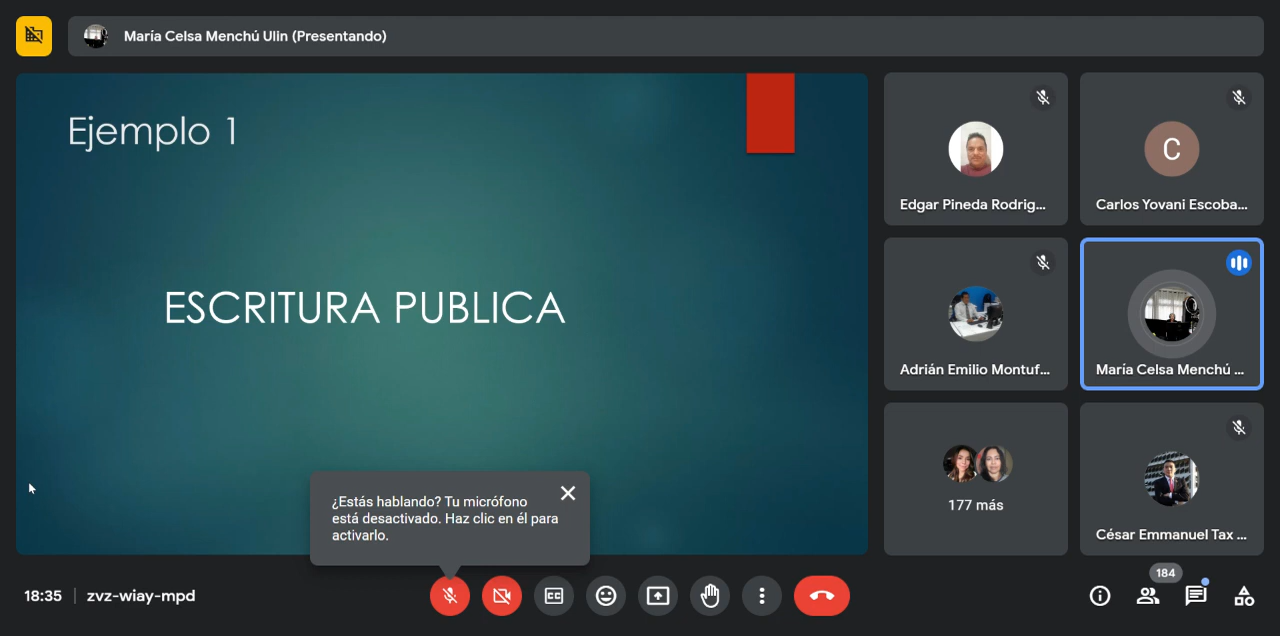 María Celsa Menchú Ulin (Presentando)
Ejemplo 1
ESCRITURA PUBLICA
Edgar Pineda Rodrig...
C
Carlos Yovani Escoba...
Adrián Emilio Montuf...
María Celsa Menchú ...
177 más
César Emmanuel Tax ...
¿Estás hablando? Tu micrófono
está desactivado. Haz clic en él para
activarlo.
18:35 | zvz-wiay-mpd
CC
184